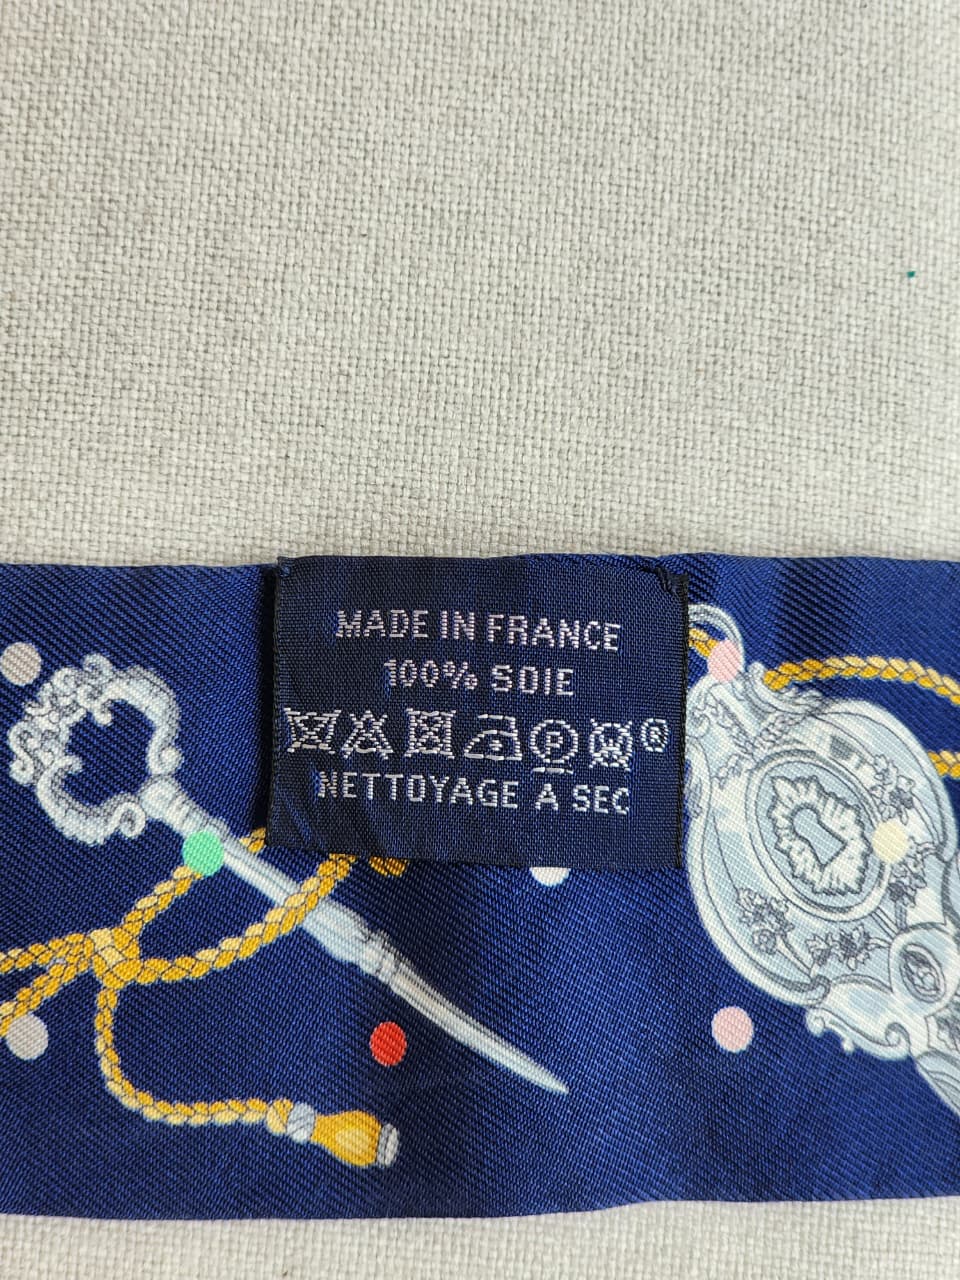 MADE IN FRANCE
100% SOIE
P ®
NETTOYAGE A SEC